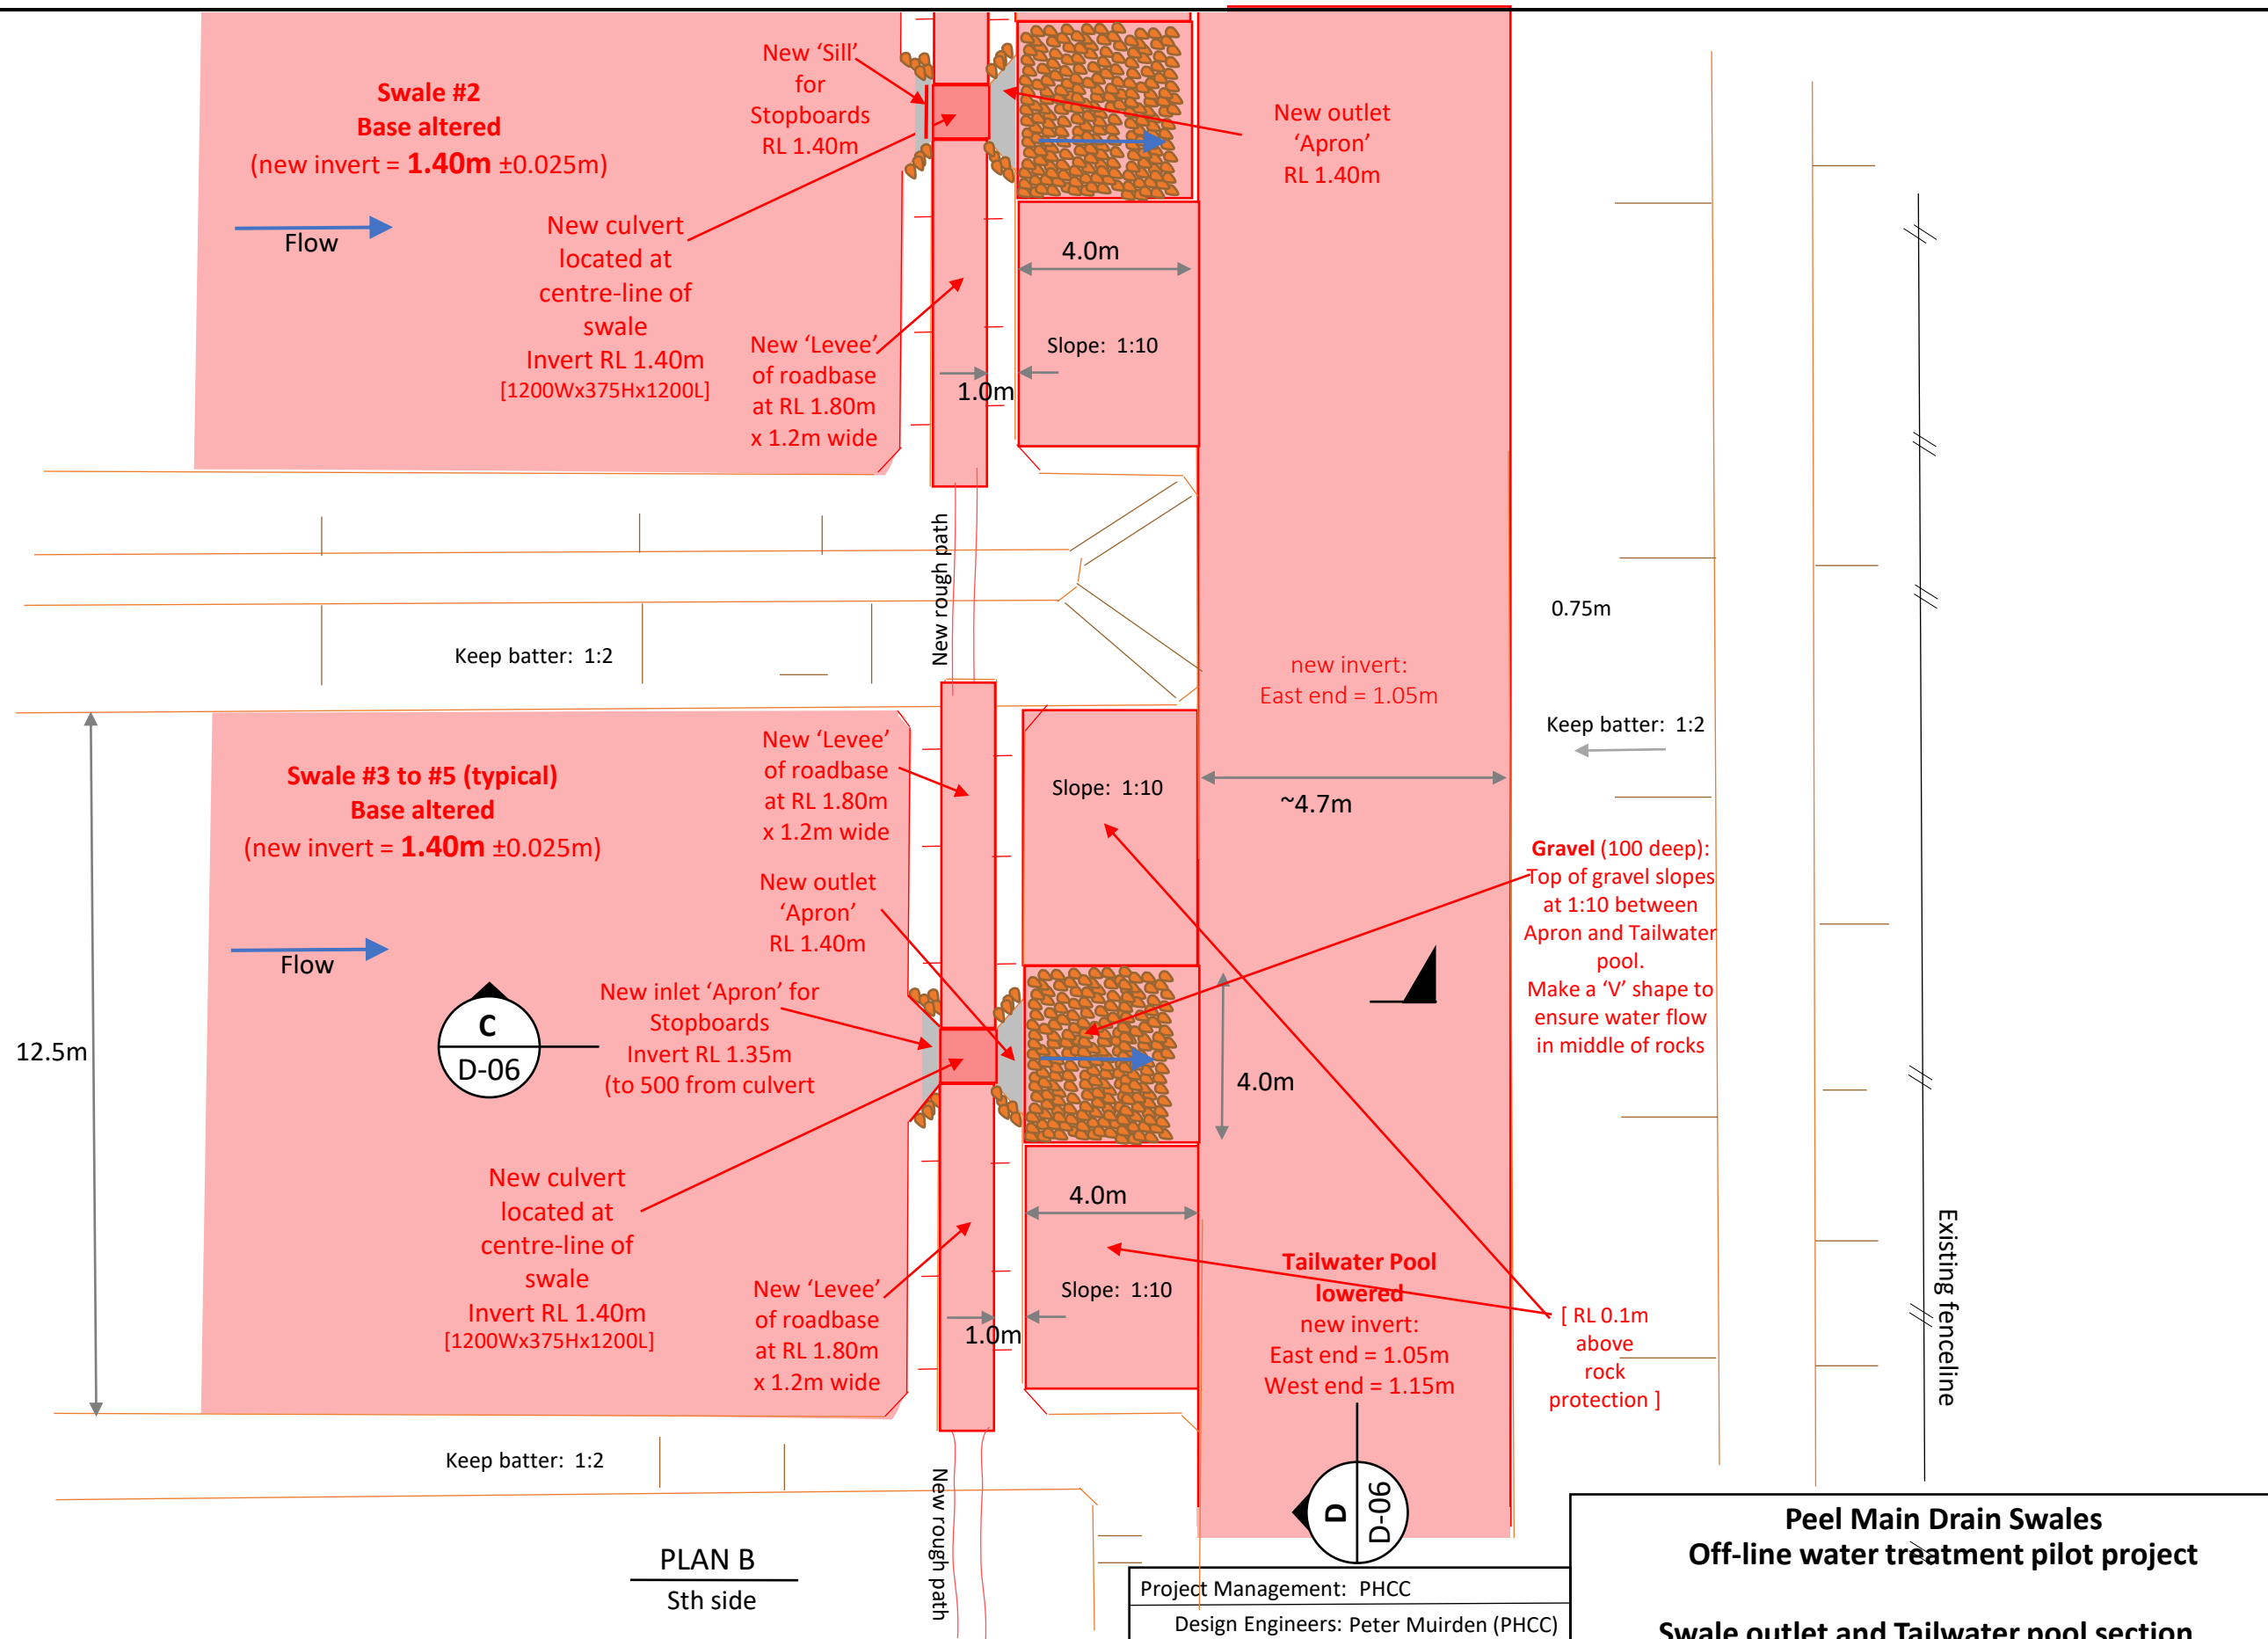 Swale #2
Base altered
(new invert = 1.40m ±0.025m)
Flow
New ‘Sill’
for
Stopboards
RL 1.40m
New outlet
‘Apron’
RL 1.40m
New culvert
located at
centre-line of
swale
Invert RL 1.40m
[1200Wx375Hx1200L]
New ‘Levee’
of roadbase
at RL 1.80m
x 1.2m wide
4.0m
Slope: 1:10
1.0m
New rough path
Keep batter: 1:2
0.75m
new invert:
East end = 1.05m
Keep batter: 1:2
~4.7m
12.5m
Swale #3 to #5 (typical)
Base altered
(new invert = 1.40m ±0.025m)
Flow
C
D-06
New ‘Levee’
of roadbase
at RL 1.80m
x 1.2m wide
New outlet
‘Apron’
RL 1.40m
New inlet ‘Apron’ for
Stopboards
Invert RL 1.35m
(to 500 from culvert
New culvert
located at
centre-line of
swale
Invert RL 1.40m
[1200Wx375Hx1200L]
New ‘Levee’
of roadbase
at RL 1.80m
x 1.2m wide
Slope: 1:10
4.0m
4.0m
Slope: 1:10
1.0m
Gravel (100 deep):
Top of gravel slopes
at 1:10 between
Apron and Tailwater
pool.
Make a ‘V’ shape to
ensure water flow
in middle of rocks
Tailwater Pool
lowered
new invert:
East end = 1.05m
West end = 1.15m
[ RL 0.1m
above
rock
protection ]
Existing fenceline
Keep batter: 1:2
New rough path
D
D-06
PLAN B
Sth side
Project Management: PHCC
Design Engineers: Peter Muirden (PHCC)
Peel Main Drain Swales
Off-line water treatment pilot project
Swale outlet and Tailwater pool section